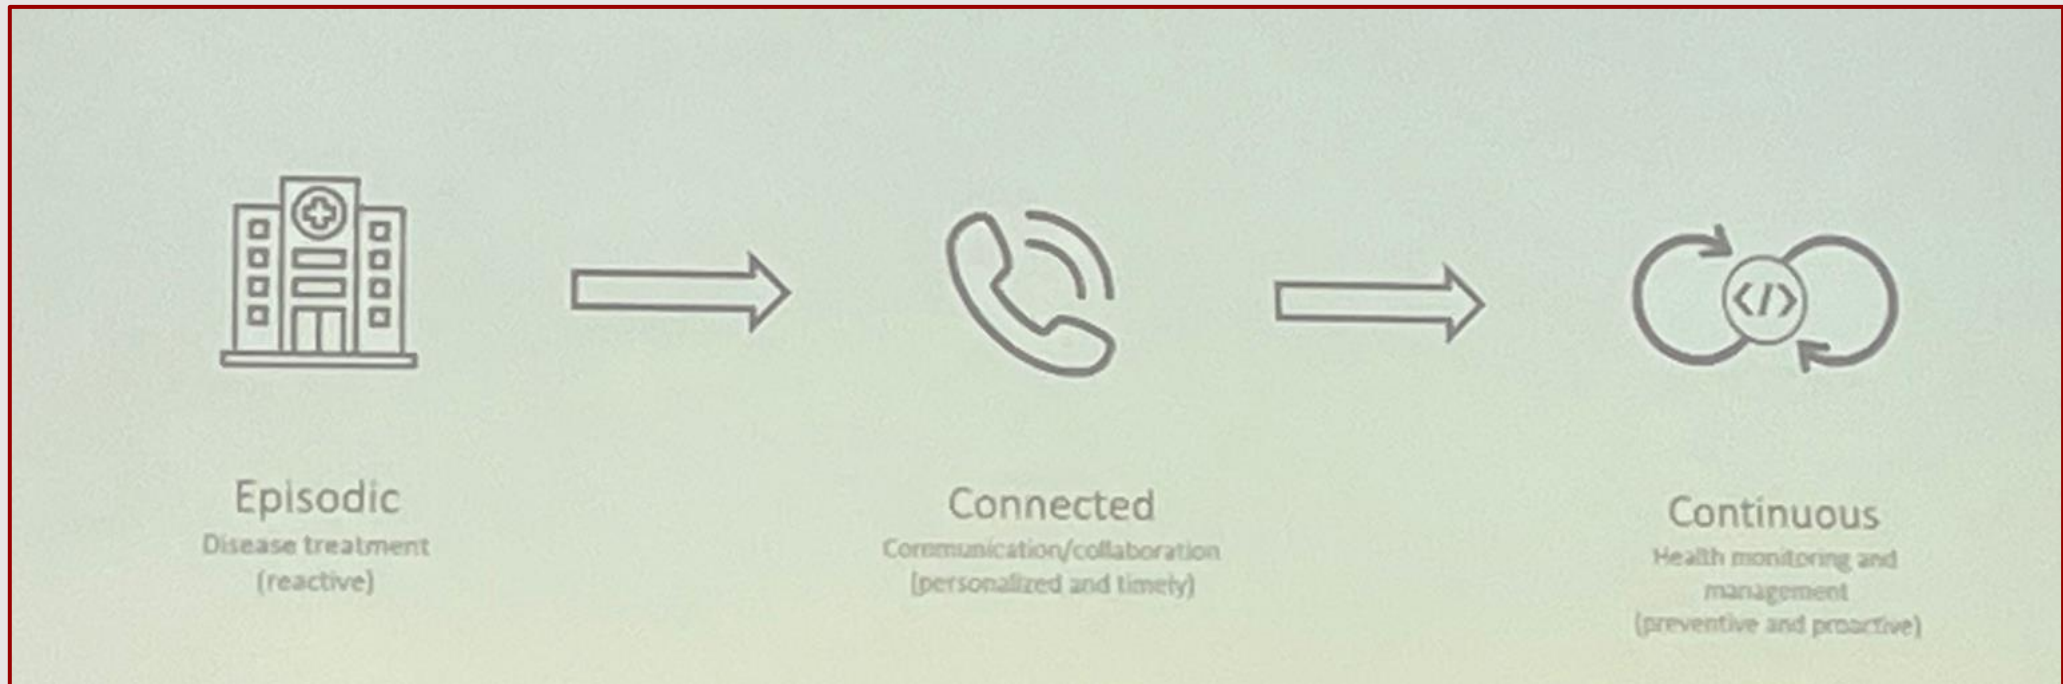 Episodic
Disease treatment
(reactive)
Connected
Communication/collaboration
(personalized and timely)
</>
Continuous
Health monitoring and
management
(preventive and proactive)